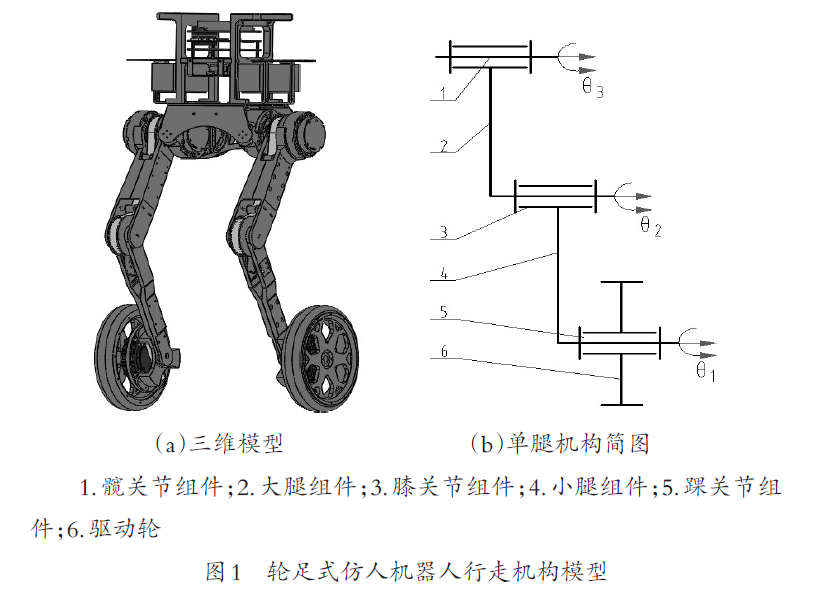 1
θ3
2
θ2
3
4
5
θ1
6
(a)三维模型
(b)单腿机构简图
1.髋关节组件;2.大腿组件;3.膝关节组件;4.小腿组件;5.踝关节组
件;6.驱动轮
图1 轮足式仿人机器人行走机构模型